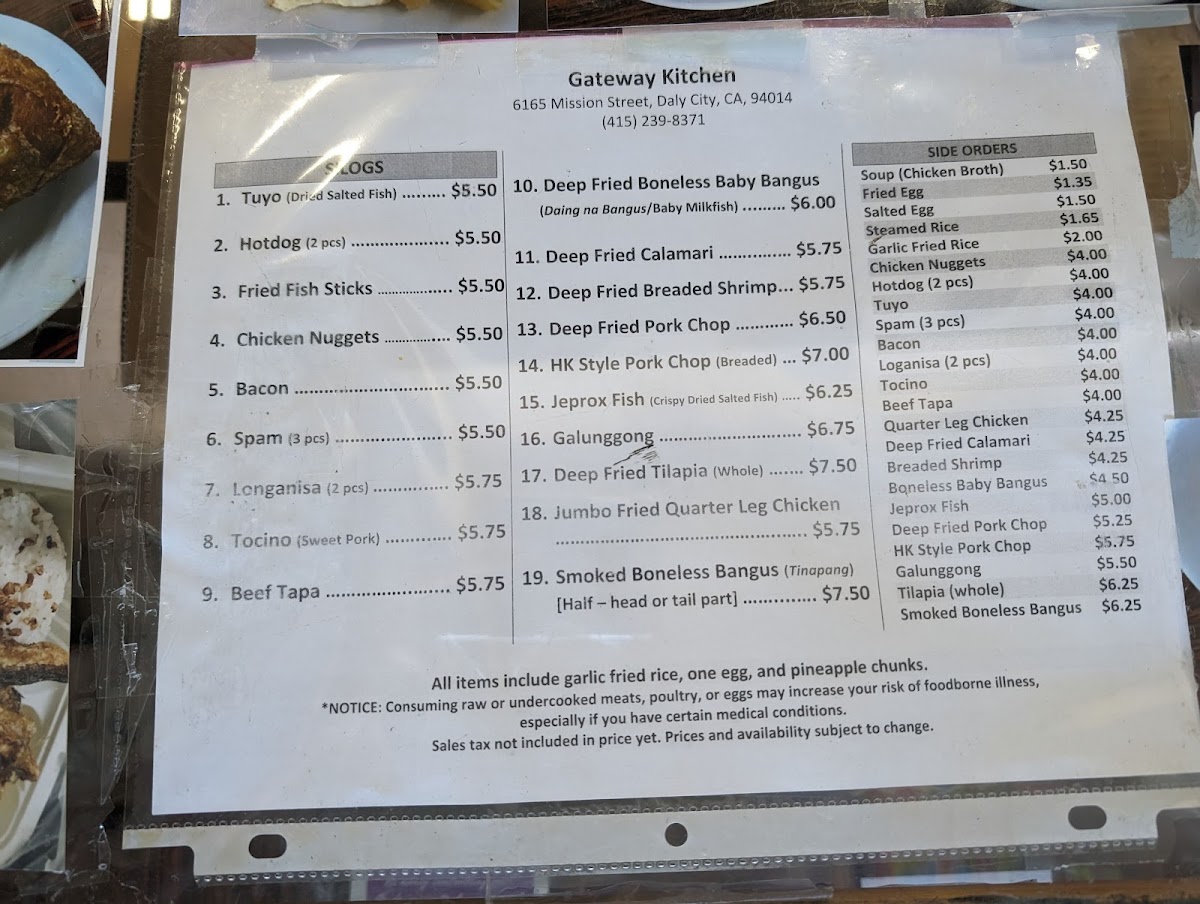 Gateway Kitchen
6165 Mission Street, Daly City, CA, 94014
(415) 239-8371
SILOGS
1. Tuyo (Dried Salted Fish) ......... $5.50
2. Hotdog (2 pcs) .................... $5.50
3. Fried Fish Sticks .................... $5.50
4. Chicken Nuggets .................. $5.50
5. Bacon ................................ $5.50
6. Spam (3 pcs) ........................ $5.50
7. Longanisa (2 pcs) ............... $5.75
8. Tocino (Sweet Pork) ............ $5.75
9. Beef Tapa .......................... $5.75
10. Deep Fried Boneless Baby Bangus
(Daing na Bangus/Baby Milkfish) ......... $6.00
11. Deep Fried Calamari ............... $5.75
12. Deep Fried Breaded Shrimp... $5.75
13. Deep Fried Pork Chop ............ $6.50
14. HK Style Pork Chop (Breaded) ... $7.00
15. Jeprox Fish (Crispy Dried Salted Fish) ..... $6.25
16. Galunggong ............................. $6.75
17. Deep Fried Tilapia (Whole) ....... $7.50
18. Jumbo Fried Quarter Leg Chicken
.................................................... $5.75
19. Smoked Boneless Bangus (Tinapang)
[Half – head or tail part] ............... $7.50
SIDE ORDERS
Soup (Chicken Broth) $1.50
Fried Egg $1.35
Salted Egg $1.50
Steamed Rice $1.65
Garlic Fried Rice $2.00
Chicken Nuggets $4.00
Hotdog (2 pcs) $4.00
Tuyo $4.00
Spam (3 pcs) $4.00
Bacon $4.00
Loganisa (2 pcs) $4.00
Tocino $4.00
Beef Tapa $4.00
Quarter Leg Chicken $4.25
Deep Fried Calamari $4.25
Breaded Shrimp $4.25
Boneless Baby Bangus $4.50
Jeprox Fish $5.00
Deep Fried Pork Chop $5.25
HK Style Pork Chop $5.75
Galunggong $5.50
Tilapia (whole) $6.25
Smoked Boneless Bangus $6.25
All items include garlic fried rice, one egg, and pineapple chunks.
*NOTICE: Consuming raw or undercooked meats, poultry, or eggs may increase your risk of foodborne illness,
especially if you have certain medical conditions.
Sales tax not included in price yet. Prices and availability subject to change.